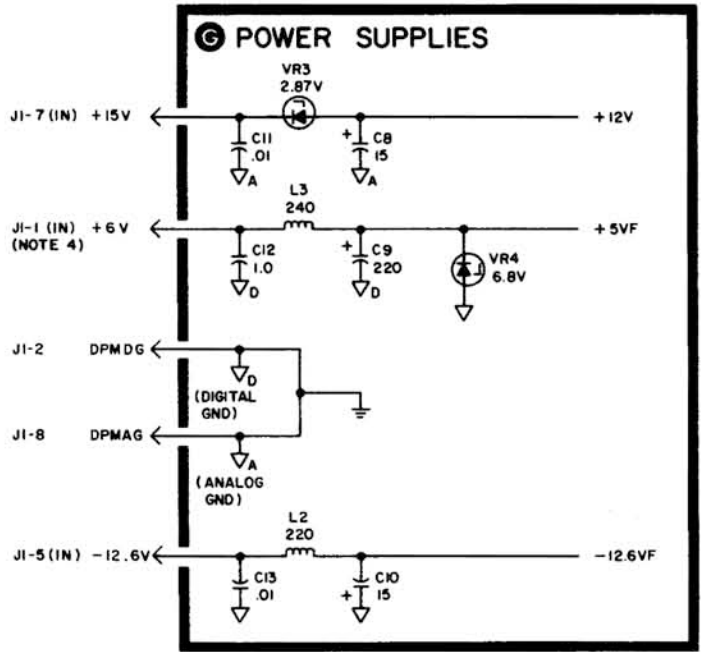 G POWER SUPPLIES
VR3
2.87V
J1-7 (IN) +15V
+12V
C11
.01
+ C8
15
A
A
L3
240
J1-1 (IN) +6V
(NOTE 4)
+5VF
C12
1.0
+ C9
220
VR4
6.8V
D
D
J1-2 DPMDG
D
(DIGITAL
GND)
J1-8 DPMAG
A
(ANALOG
GND)
L2
220
J1-5 (IN) -12.6V
-12.6VF
C13
.01
+ C10
15